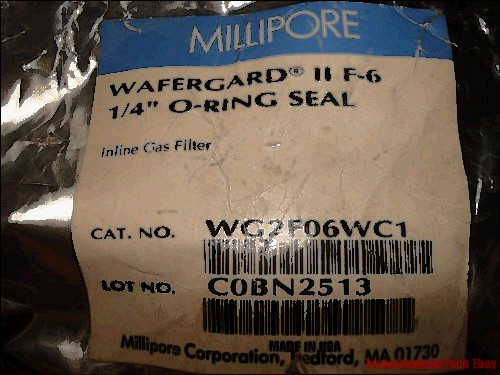 MILLIPORE
WAFERGARD® II F-6
1/4" O-RING SEAL
Inline Gas Filter
CAT. NO. WG2F06WC1
LOT NO. C0BN2513
MADE IN USA
Millipore Corporation, Bedford, MA 01730